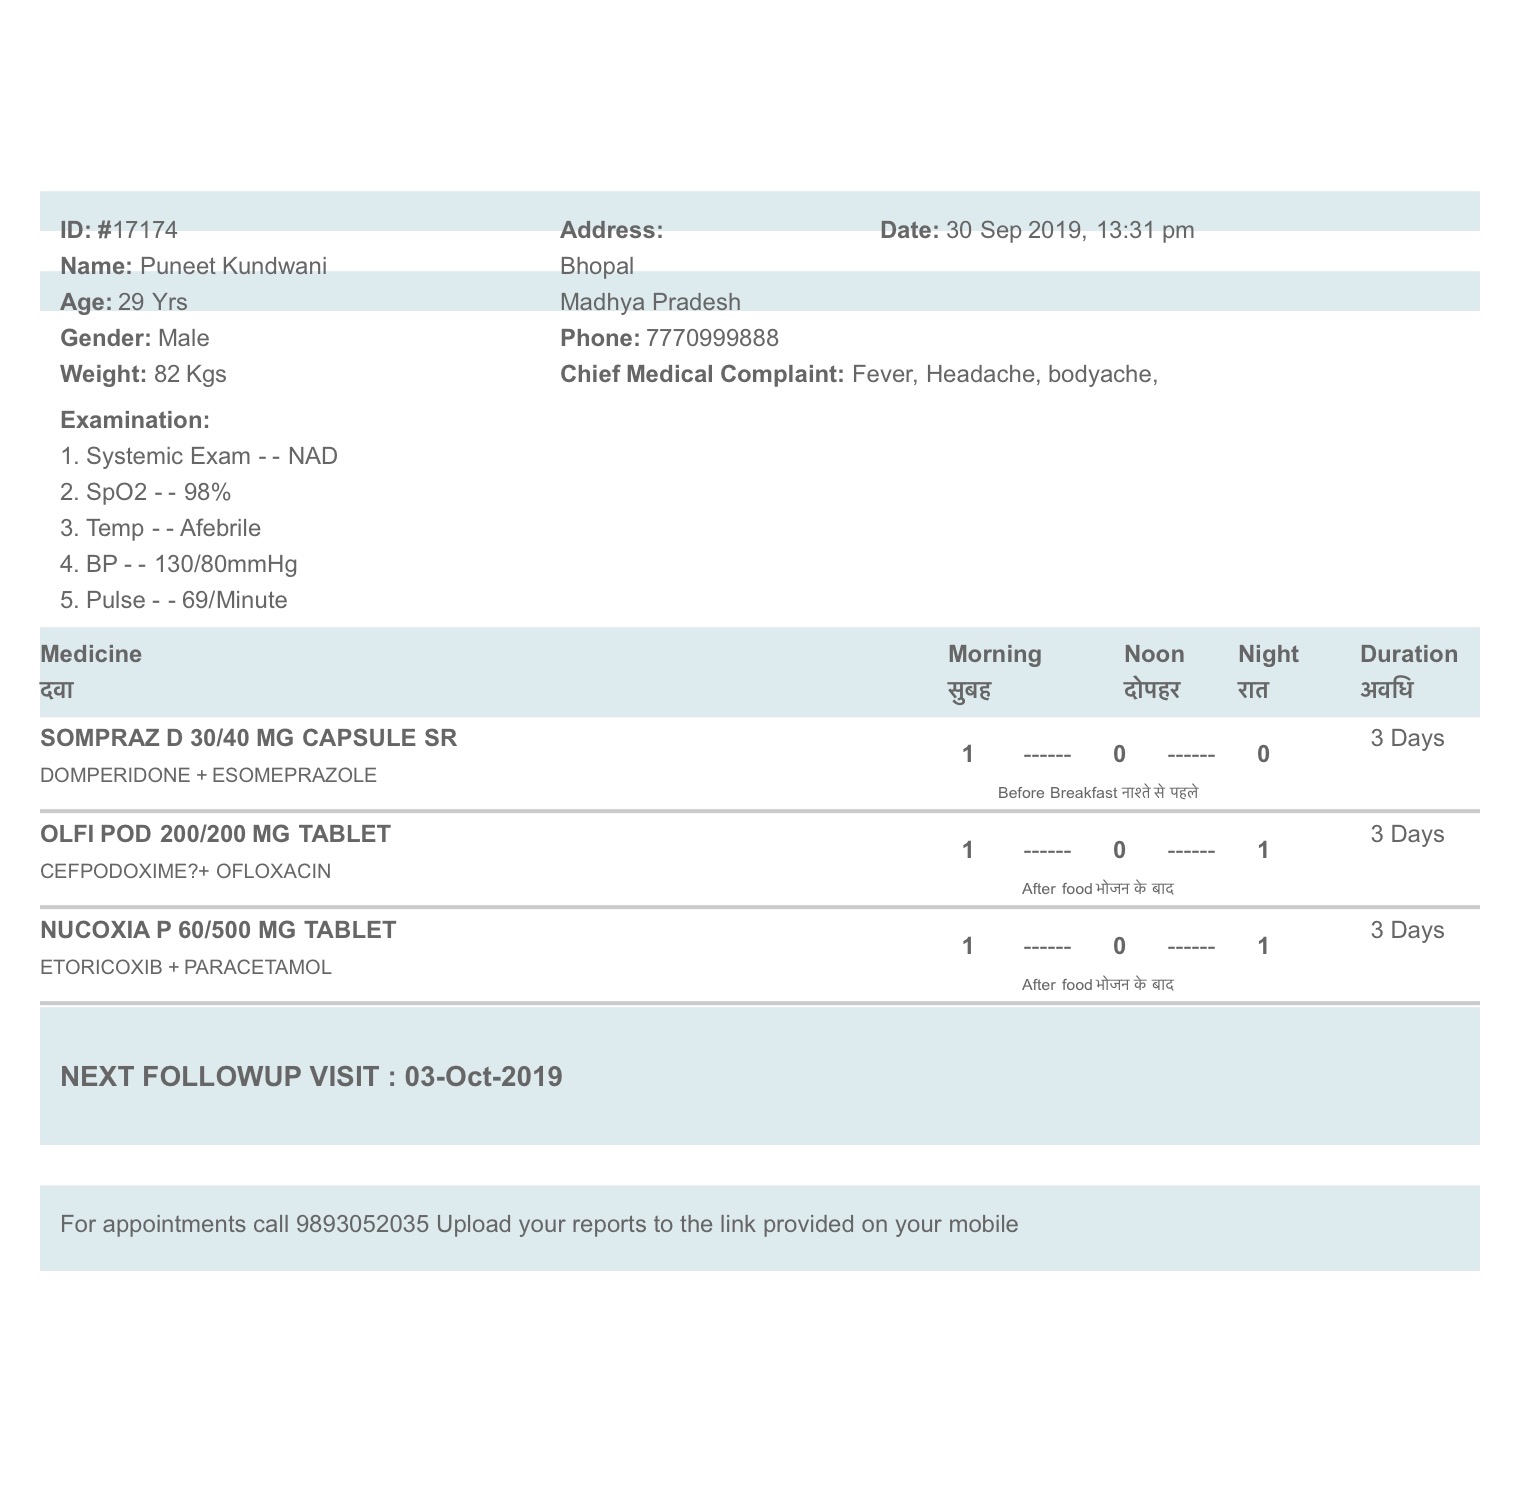 ID: #17174 Address: Date: 30 Sep 2019, 13:31 pm
Name: Puneet Kundwani Bhopal
Age: 29 Yrs Madhya Pradesh
Gender: Male Phone: 7770999888
Weight: 82 Kgs Chief Medical Complaint: Fever, Headache, bodyache,
Examination:
1. Systemic Exam - - NAD
2. SpO2 - - 98%
3. Temp - - Afebrile
4. BP - - 130/80mmHg
5. Pulse - - 69/Minute
Medicine Morning Noon Night Duration
दवा सुबह दोपहर रात अवधि
SOMPRAZ D 30/40 MG CAPSULE SR 3 Days
1 ------ 0 ------ 0
DOMPERIDONE + ESOMEPRAZOLE
Before Breakfast नाश्ते से पहले
OLFI POD 200/200 MG TABLET 3 Days
1 ------ 0 ------ 1
CEFPODOXIME?+ OFLOXACIN
After food भोजन के बाद
NUCOXIA P 60/500 MG TABLET 3 Days
1 ------ 0 ------ 1
ETORICOXIB + PARACETAMOL
After food भोजन के बाद
NEXT FOLLOWUP VISIT : 03-Oct-2019
For appointments call 9893052035 Upload your reports to the link provided on your mobile